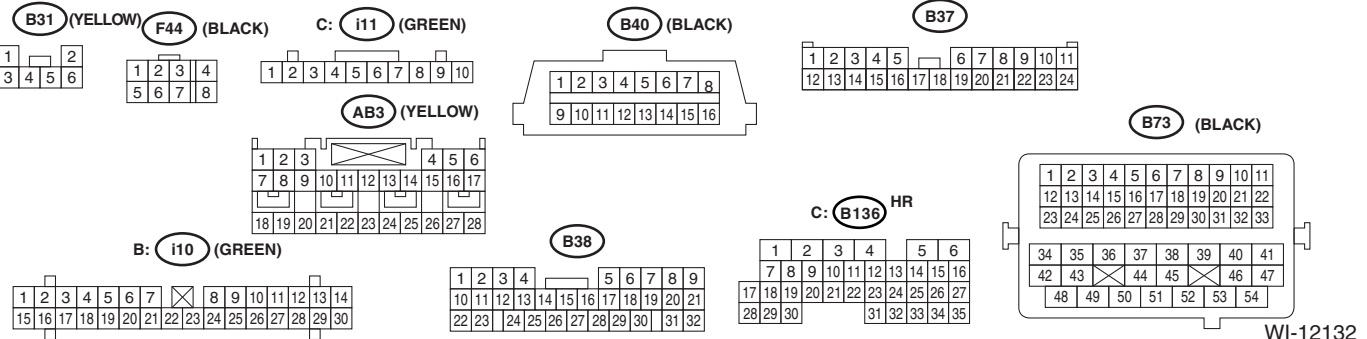 B31 (YELLOW)
1 2
3 4 5 6
F44 (BLACK)
1 2 3 4
5 6 7 8
C: i11 (GREEN)
1 2 3 4 5 6 7 8 9 10
AB3 (YELLOW)
1 2 3 4 5 6
7 8 9 10 11 12 13 14 15 16 17
18 19 20 21 22 23 24 25 26 27 28
B40 (BLACK)
1 2 3 4 5 6 7 8
9 10 11 12 13 14 15 16
B37
1 2 3 4 5 6 7 8 9 10 11
12 13 14 15 16 17 18 19 20 21 22 23 24
B73 (BLACK)
1 2 3 4 5 6 7 8 9 10 11
12 13 14 15 16 17 18 19 20 21 22
23 24 25 26 27 28 29 30 31 32 33
34 35 36 37 38 39 40 41
42 43 44 45 46 47
48 49 50 51 52 53 54
B: i10 (GREEN)
1 2 3 4 5 6 7 8 9 10 11 12 13 14
15 16 17 18 19 20 21 22 23 24 25 26 27 28 29 30
B38
1 2 3 4 5 6 7 8 9
10 11 12 13 14 15 16 17 18 19 20 21
22 23 24 25 26 27 28 29 30 31 32
C: B136 HR
1 2 3 4 5 6
7 8 9 10 11 12 13 14 15 16
17 18 19 20 21 22 23 24 25 26 27
28 29 30 31 32 33 34 35
WI-12132